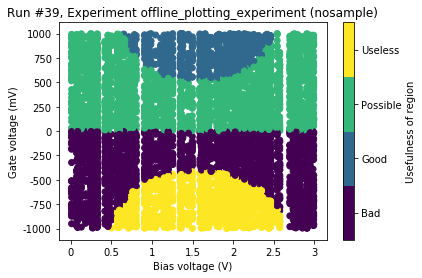 Run #39, Experiment offline_plotting_experiment (nosample)
1000
750
500
250
0
-250
-500
-750
-1000
Gate voltage (mV)
0
0.5
1
1.5
2
2.5
3
Bias voltage (V)
Useless
Possible
Good
Bad
Usefulness of region